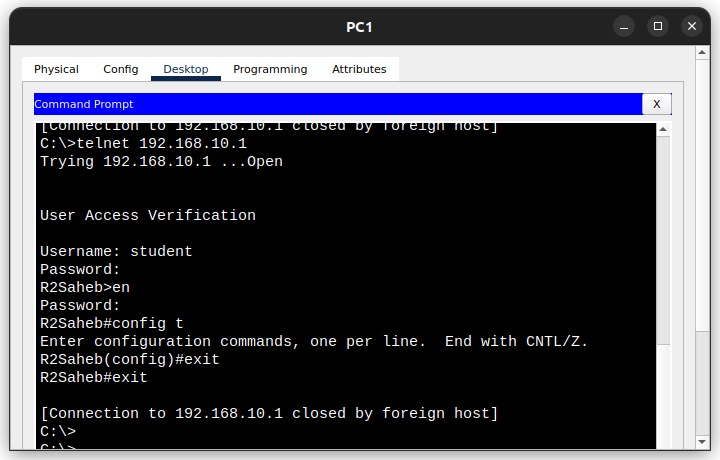 PC1
Physical Config Desktop Programming Attributes
Command Prompt X
[Connection to 192.168.10.1 closed by foreign host]
C:\>telnet 192.168.10.1
Trying 192.168.10.1 ...Open
User Access Verification
Username: student
Password:
R2Saheb>en
Password:
R2Saheb#config t
Enter configuration commands, one per line.  End with CNTL/Z.
R2Saheb(config)#exit
R2Saheb#exit
[Connection to 192.168.10.1 closed by foreign host]
C:\>
C:\>